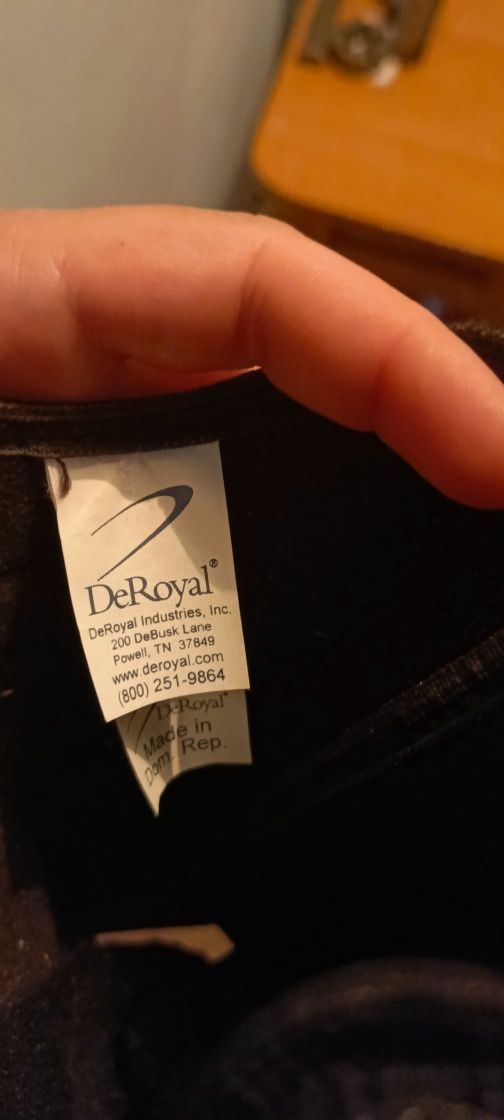 DeRoyal®
DeRoyal Industries, Inc.
200 DeBusk Lane
Powell, TN 37849
www.deroyal.com
(800) 251-9864
DeRoyal®
Made in
Dom. Rep.